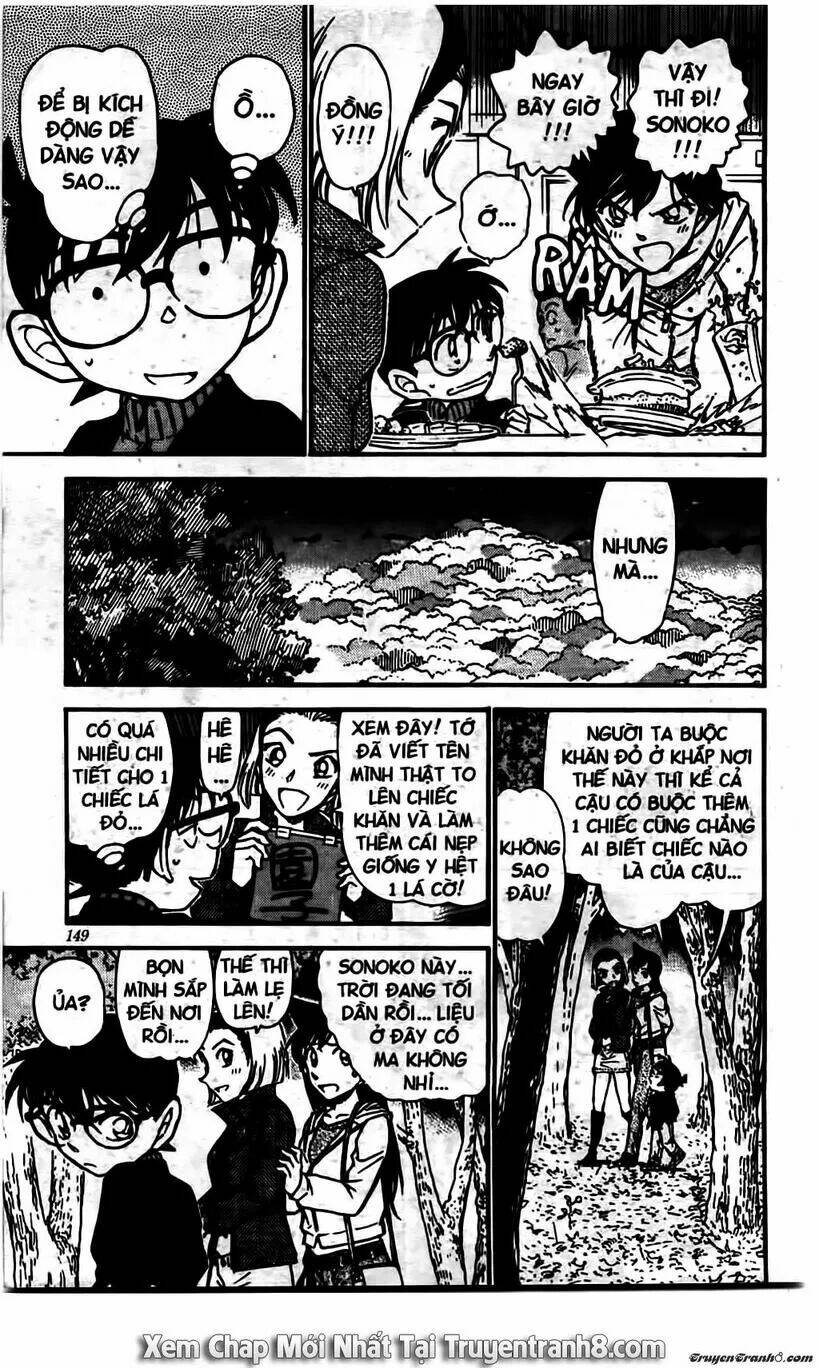 VẬY
THÌ ĐI!
SONOKO
!!!
NGAY
BÂY GIỜ
!!!
ĐỒNG
Ý!!!
Ớ...
RẦM
Ồ...
ĐỂ BỊ KÍCH
ĐỘNG DỄ
DÀNG VẬY
SAO...
NHƯNG
MÀ...
NGƯỜI TA BUỘC
KHĂN ĐỎ Ở KHẮP NƠI
THẾ NÀY THÌ KỂ CẢ
CẬU CÓ BUỘC THÊM
1 CHIẾC CŨNG CHẲNG
AI BIẾT CHIẾC NÀO
LÀ CỦA CẬU...
KHÔNG
SAO
ĐÂU!
XEM ĐÂY! TỚ
ĐÃ VIẾT TÊN
MÌNH THẬT TO
LÊN CHIẾC
KHĂN VÀ LÀM
THÊM CÁI NẸP
GIỐNG Y HỆT
1 LÁ CỜ!
園子
HÊ
HÊ
...
CÓ QUÁ
NHIỀU CHI
TIẾT CHO 1
CHIẾC LÁ
ĐỎ...
149
SONOKO NÀY...
TRỜI ĐANG TỐI
DẦN RỒI... LIỆU
Ở ĐÂY CÓ
MA KHÔNG
NHỈ...
THẾ THÌ
LÀM LẸ
LÊN!
BỌN
MÌNH SẮP
ĐẾN NƠI
RỒI...
ỦA?
Xem Chap Mới Nhất Tại Truyentranh8.com
TruyenTranh8.com